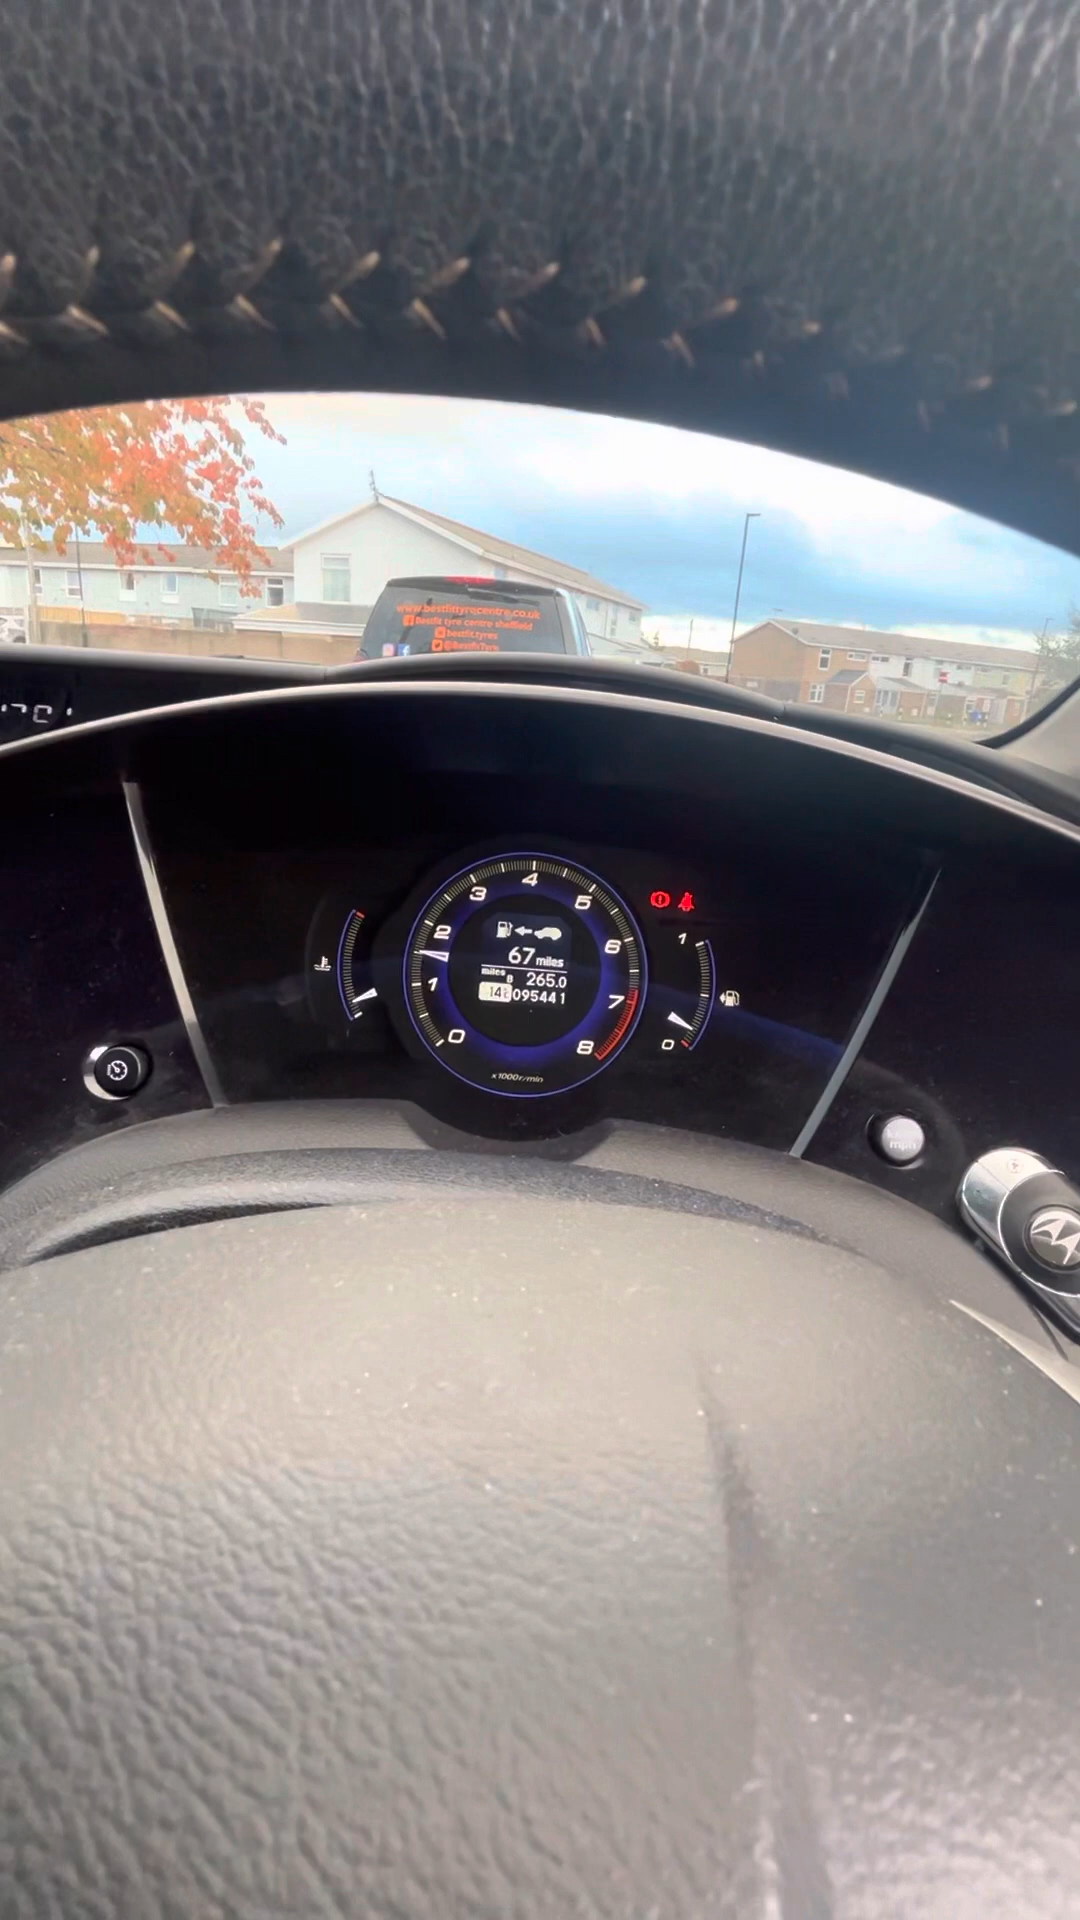 www.bestfittyrecentre.co.uk
Bestfit tyre centre sheffield
bestfit.tyres
@BestfitTyre
4
3
5
2
6
1
7
0
8
67 miles
miles
B 265.0
14°c 095441
x1000r/min
1
0